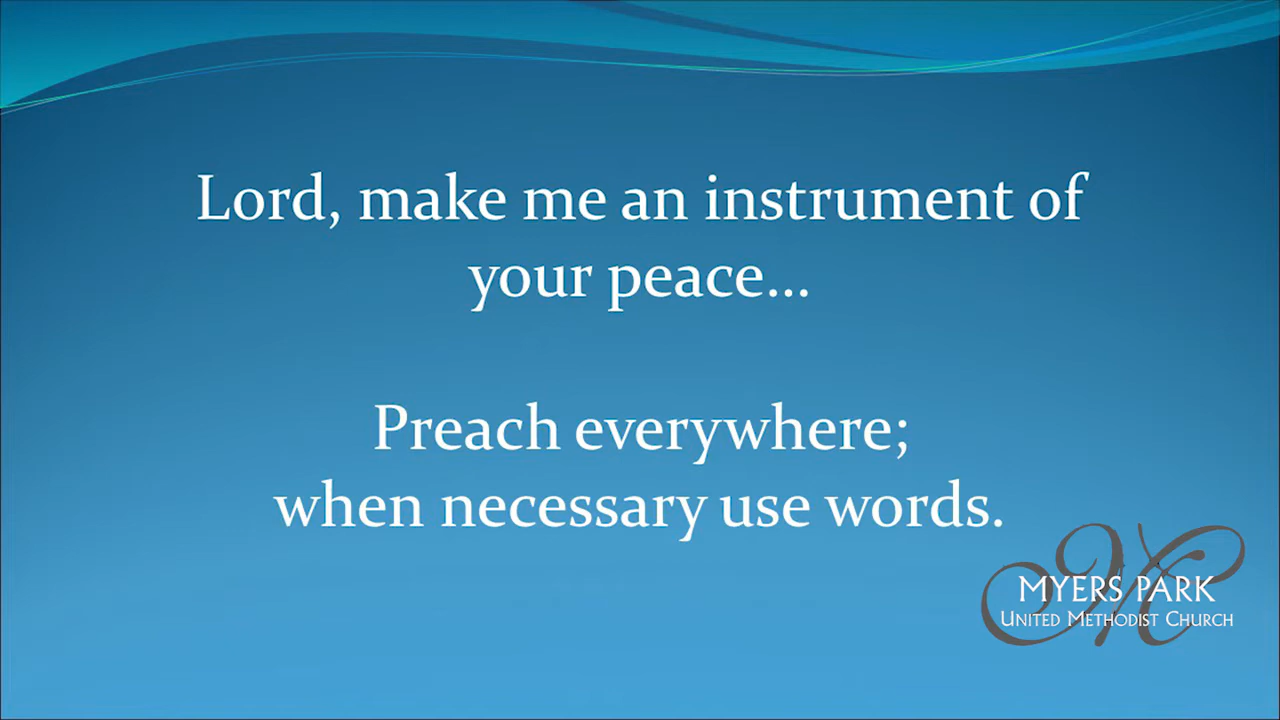 Lord, make me an instrument of
your peace...
Preach everywhere;
when necessary use words.
MYERS PARK
UNITED METHODIST CHURCH